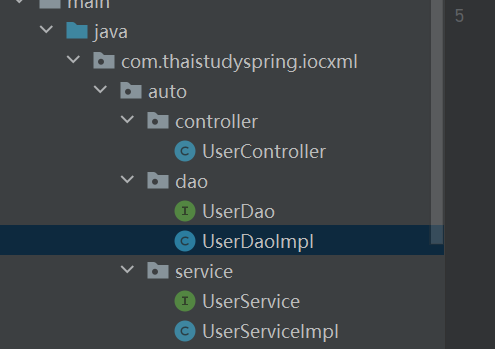 main
5
java
com.thaistudyspring.iocxml
auto
controller
C UserController
dao
I UserDao
C UserDaoImpl
service
I UserService
C UserServiceImpl